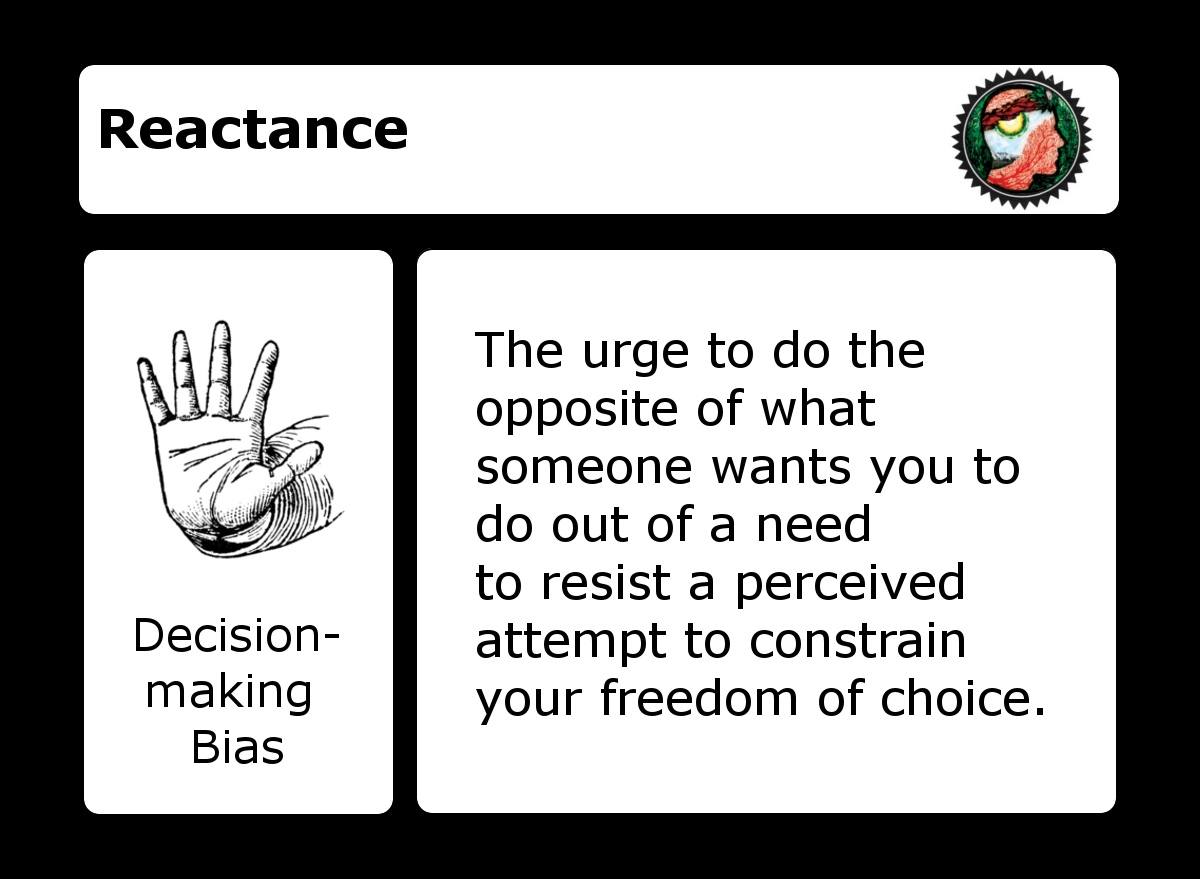 Reactance
Decision-
making
Bias
The urge to do the
opposite of what
someone wants you to
do out of a need
to resist a perceived
attempt to constrain
your freedom of choice.